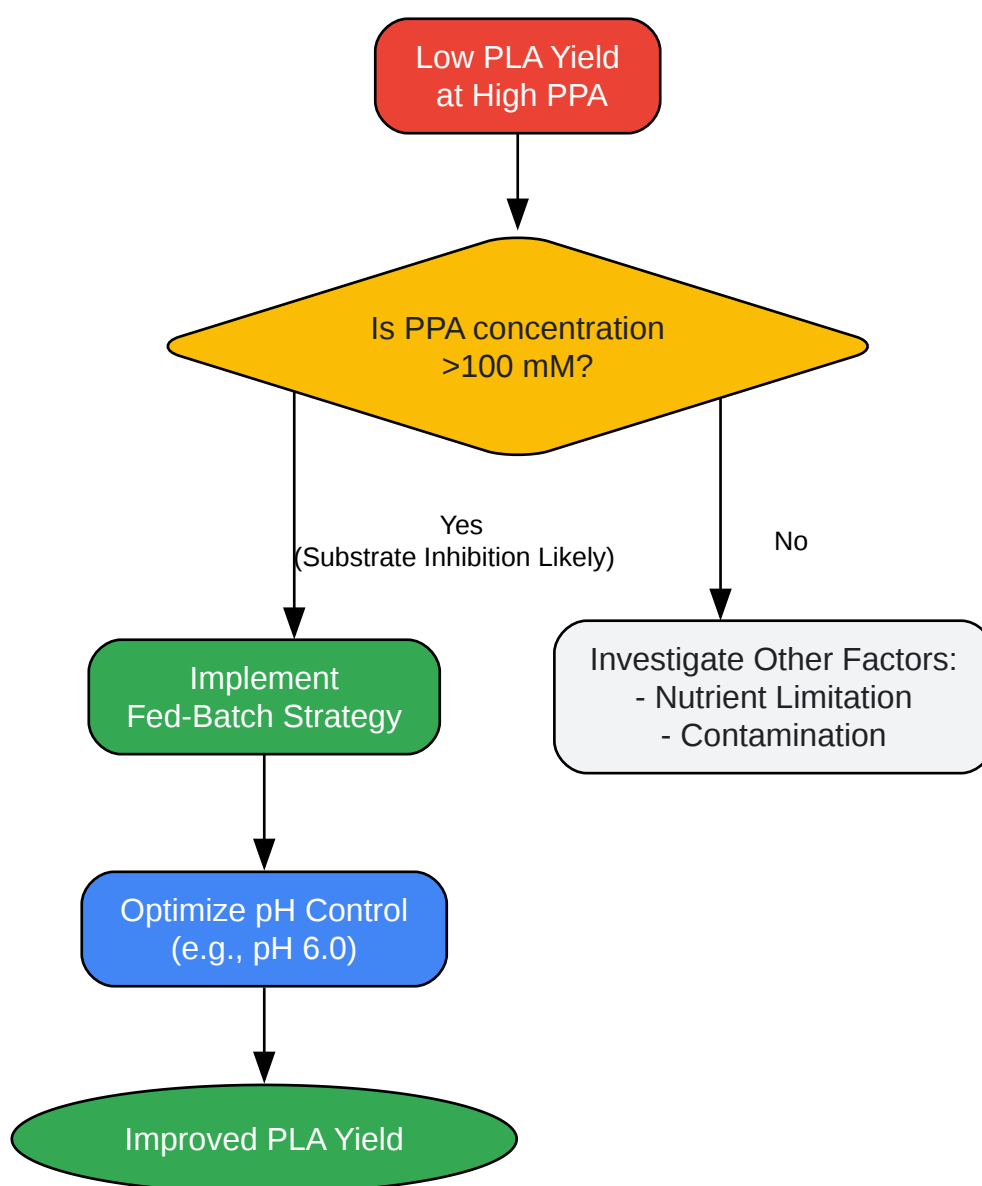 Low PLA Yield
at High PPA
Is PPA concentration
>100 mM?
Yes
(Substrate Inhibition Likely)
No
Implement
Fed-Batch Strategy
Investigate Other Factors:
- Nutrient Limitation
- Contamination
Optimize pH Control
(e.g., pH 6.0)
Improved PLA Yield